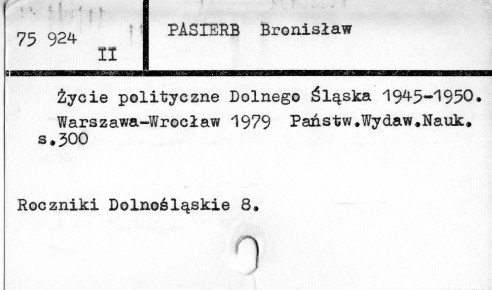 75 924
II
PASIERB Bronisław
Życie polityczne Dolnego Śląska 1945-1950.
Warszawa-Wrocław 1979 Państw.Wydaw.Nauk.
s.300
Roczniki Dolnośląskie 8.